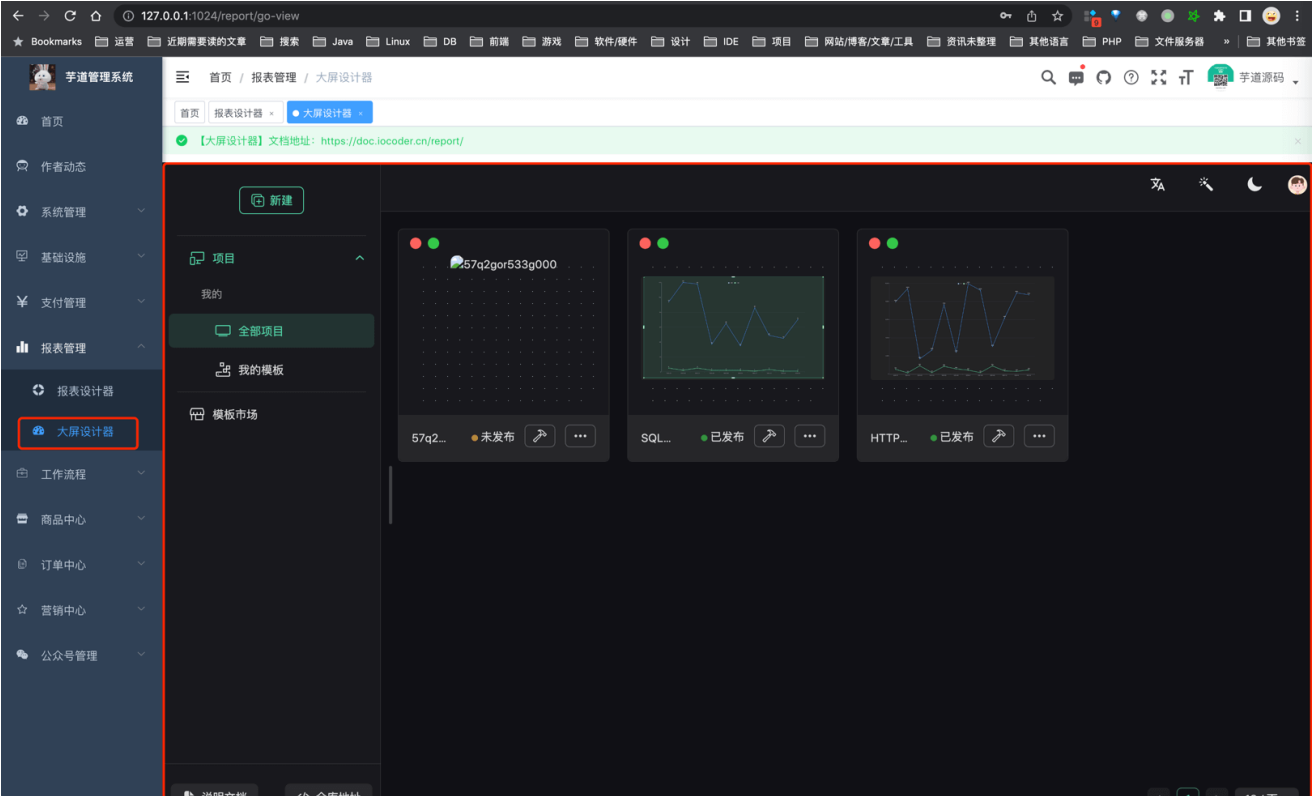 127.0.0.1:1024/report/go-view
Bookmarks 运营 近期需要读的文章 搜索 Java Linux DB 前端 游戏 软件/硬件 设计 IDE 项目 网站/博客/文章/工具 资讯未整理 其他语言 PHP 文件服务器 » 其他书签
9
芋道管理系统
首页 / 报表管理 / 大屏设计器
芋道源码
首页 报表设计器 × 大屏设计器 ×
【大屏设计器】文档地址：https://doc.iocoder.cn/report/
首页
作者动态
系统管理
基础设施
支付管理
报表管理
报表设计器
大屏设计器
工作流程
商品中心
订单中心
营销中心
公众号管理
新建
项目
我的
全部项目
我的模板
模板市场
57q2gor533g000
57q2... 未发布
SQL... 已发布
HTTP... 已发布
说明文档 仓库地址